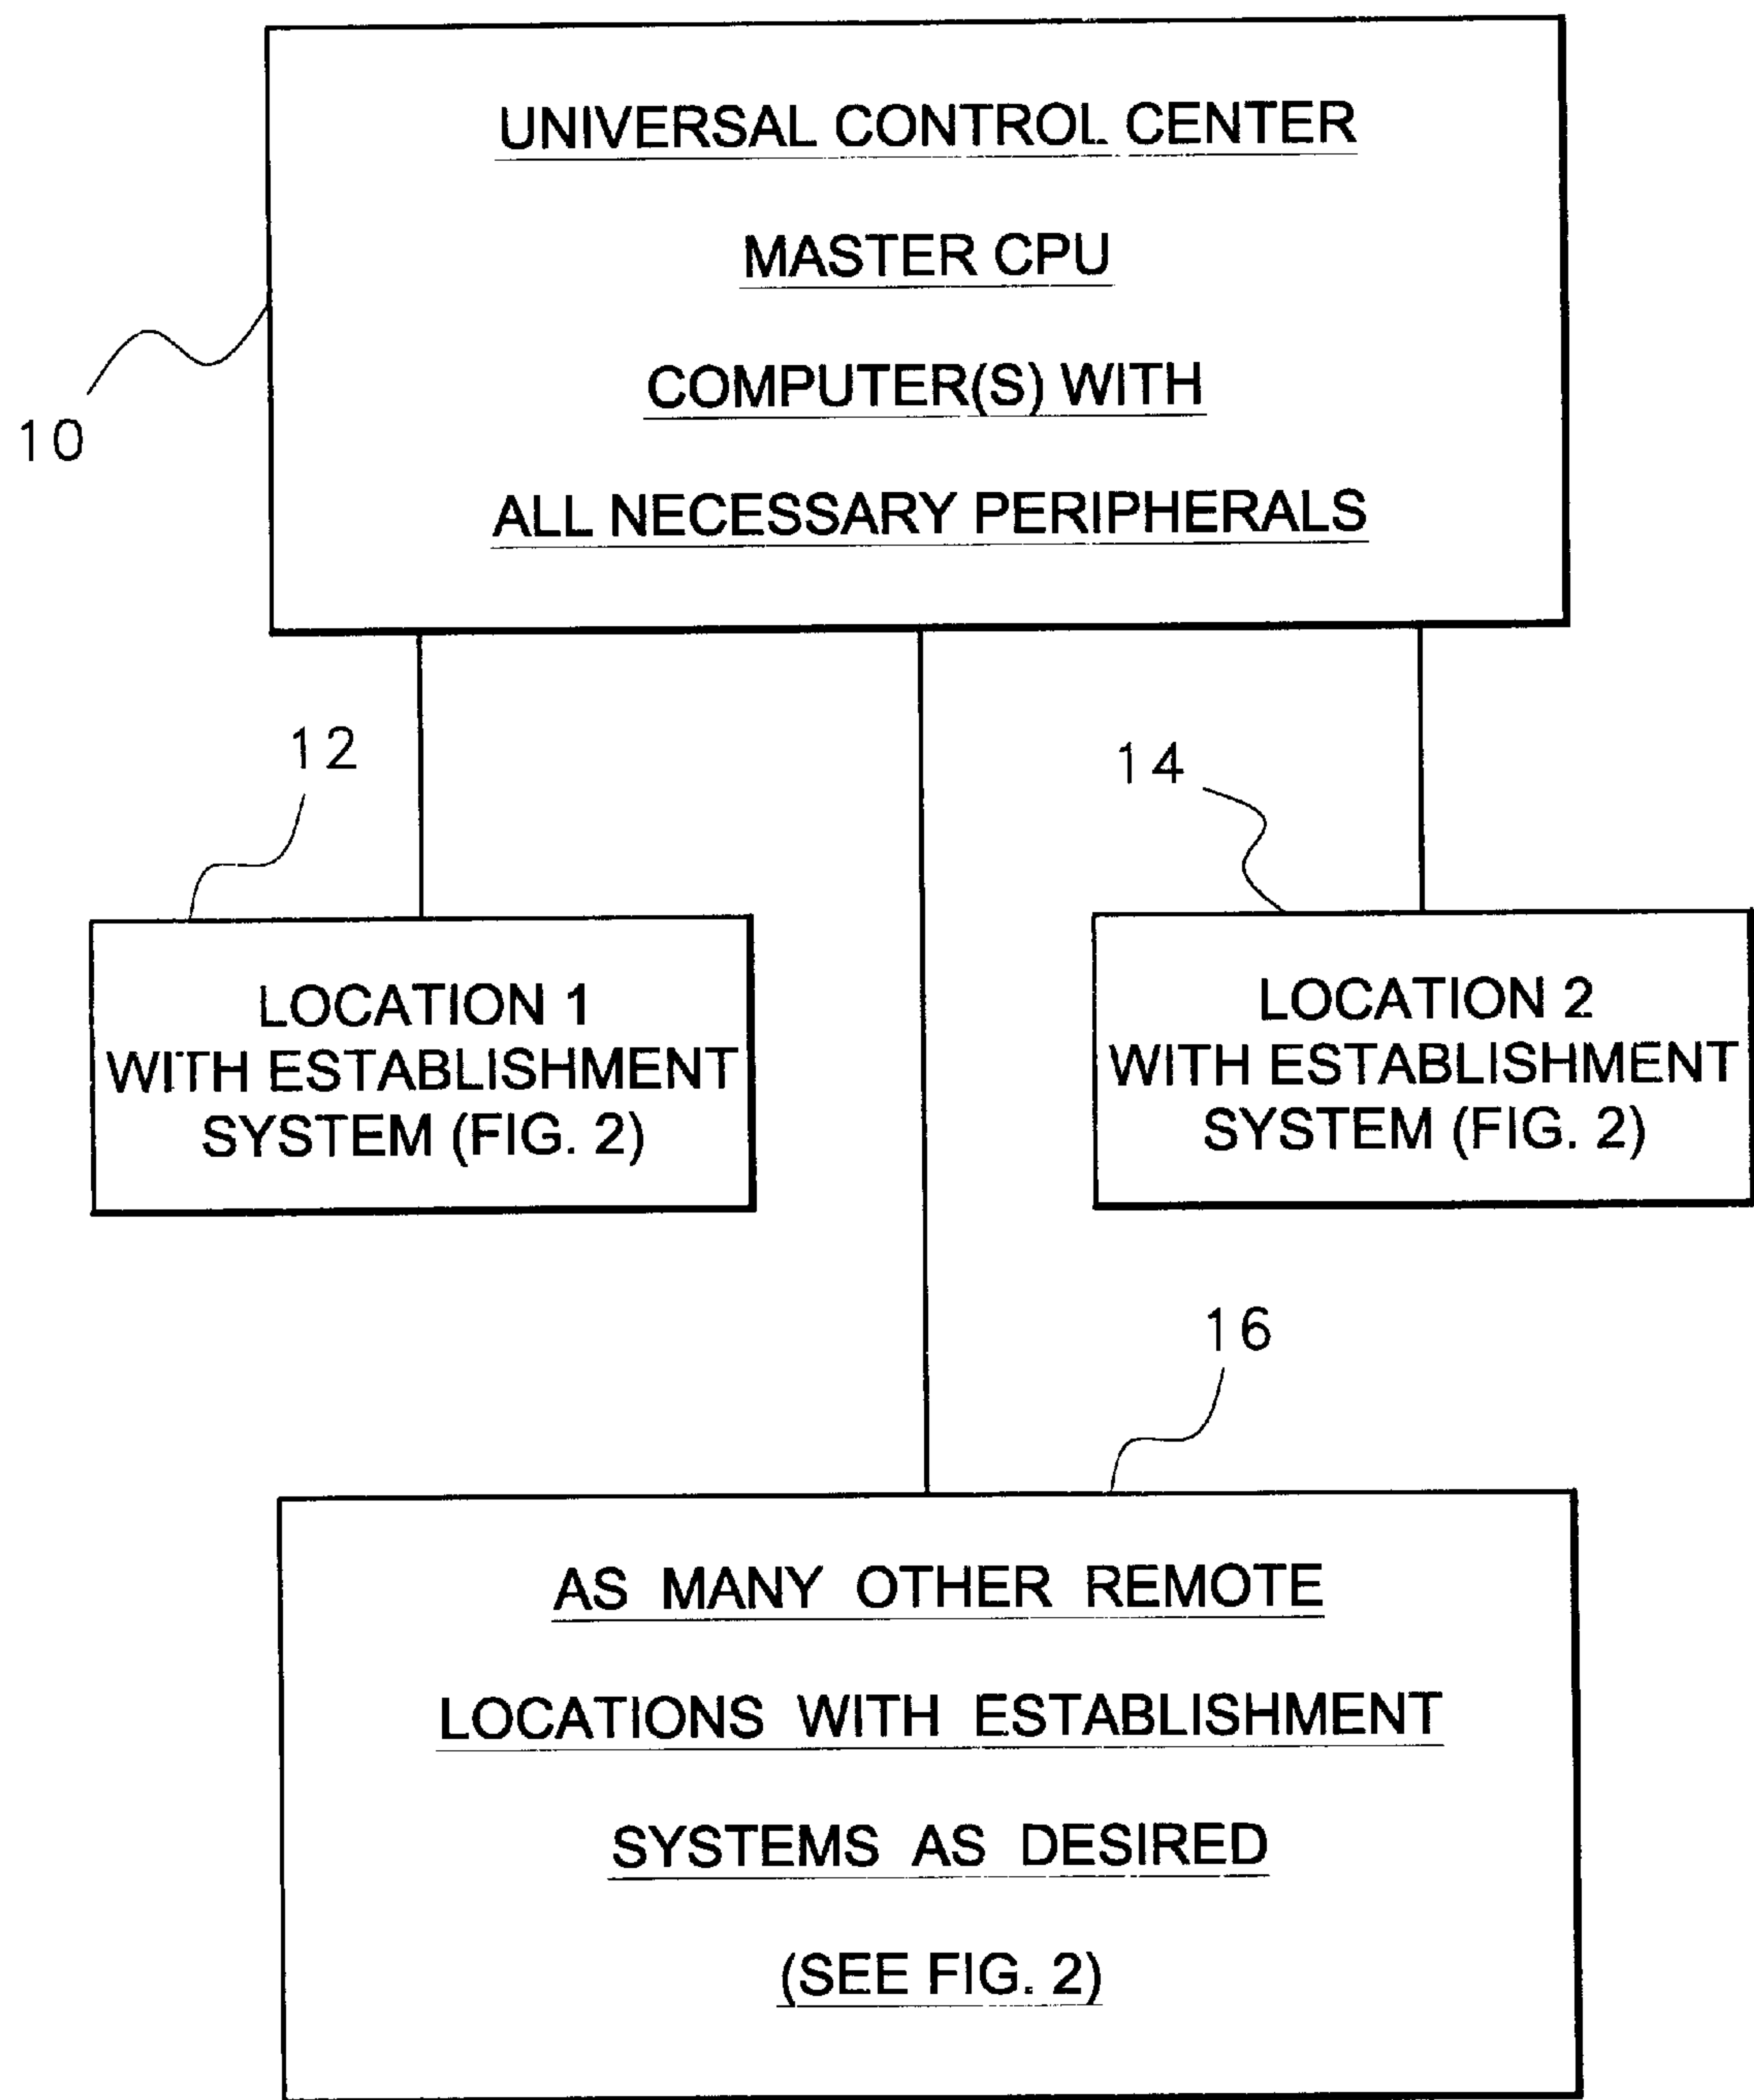 UNIVERSAL CONTROL CENTER
MASTER CPU
COMPUTER(S) WITH
ALL NECESSARY PERIPHERALS
10
12
14
LOCATION 1
WITH ESTABLISHMENT
SYSTEM (FIG. 2)
LOCATION 2
WITH ESTABLISHMENT
SYSTEM (FIG. 2)
16
AS MANY OTHER REMOTE
LOCATIONS WITH ESTABLISHMENT
SYSTEMS AS DESIRED
(SEE FIG. 2)